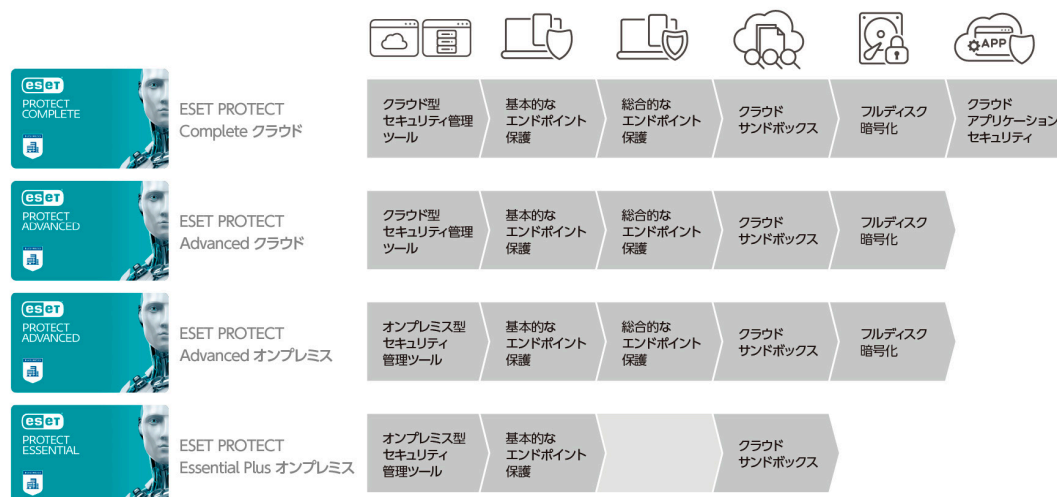 APP
eset
PROTECT
COMPLETE
ESET PROTECT
Complete クラウド
クラウド型
セキュリティ管理
ツール
基本的な
エンドポイント
保護
総合的な
エンドポイント
保護
クラウド
サンドボックス
フルディスク
暗号化
クラウド
アプリケーション
セキュリティ
eset
PROTECT
ADVANCED
ESET PROTECT
Advanced クラウド
クラウド型
セキュリティ管理
ツール
基本的な
エンドポイント
保護
総合的な
エンドポイント
保護
クラウド
サンドボックス
フルディスク
暗号化
eset
PROTECT
ADVANCED
ESET PROTECT
Advanced オンプレミス
オンプレミス型
セキュリティ
管理ツール
基本的な
エンドポイント
保護
総合的な
エンドポイント
保護
クラウド
サンドボックス
フルディスク
暗号化
eset
PROTECT
ESSENTIAL
ESET PROTECT
Essential Plus オンプレミス
オンプレミス型
セキュリティ
管理ツール
基本的な
エンドポイント
保護
クラウド
サンドボックス